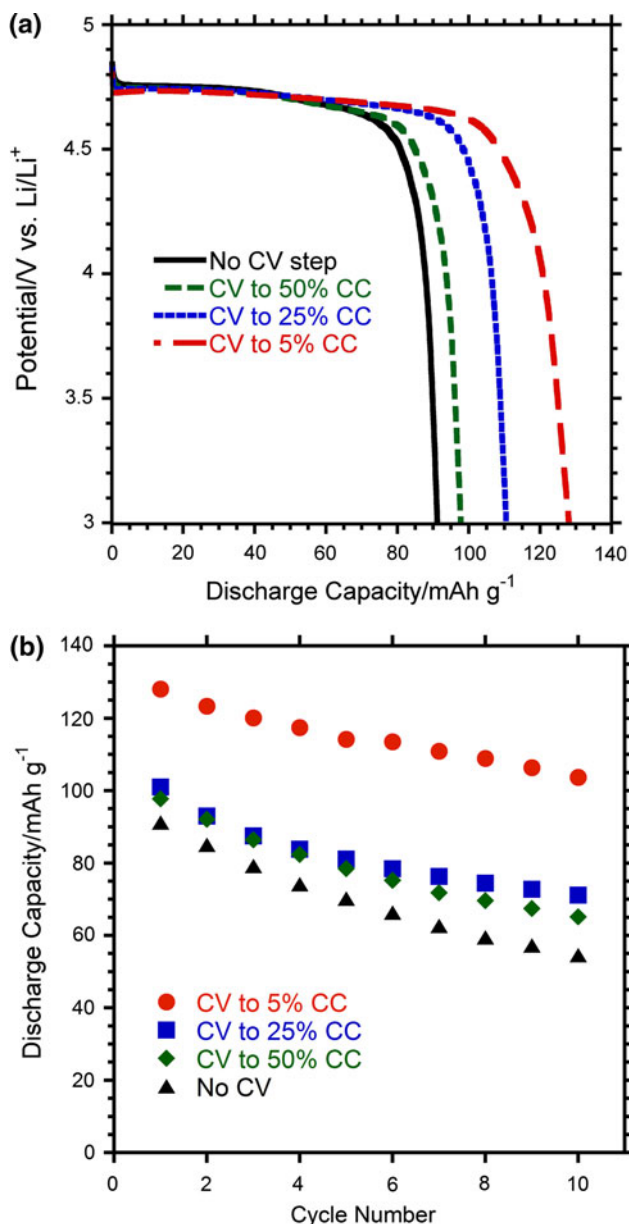 (a)
5
4.5
4
3.5
3
Potential/V vs. Li/Li⁺
No CV step
CV to 50% CC
CV to 25% CC
CV to 5% CC
0 20 40 60 80 100 120 140
Discharge Capacity/mAh g⁻¹
(b)
140
120
100
80
60
40
20
0
Discharge Capacity/mAh g⁻¹
CV to 5% CC
CV to 25% CC
CV to 50% CC
No CV
0 2 4 6 8 10
Cycle Number